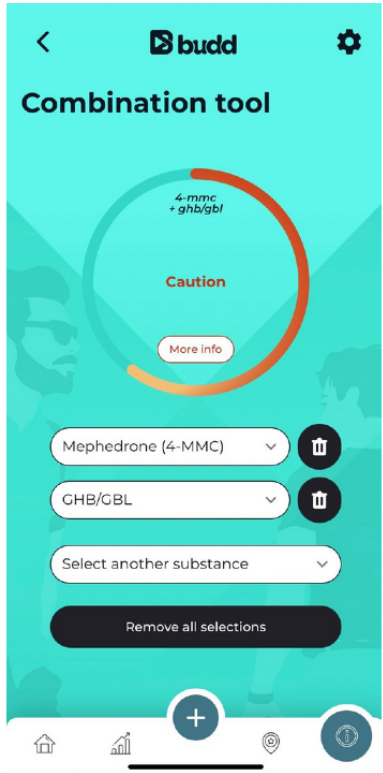 budd
Combination tool
4-mmc
+ ghb/gbl
Caution
More info
Mephedrone (4-MMC)
GHB/GBL
Select another substance
Remove all selections